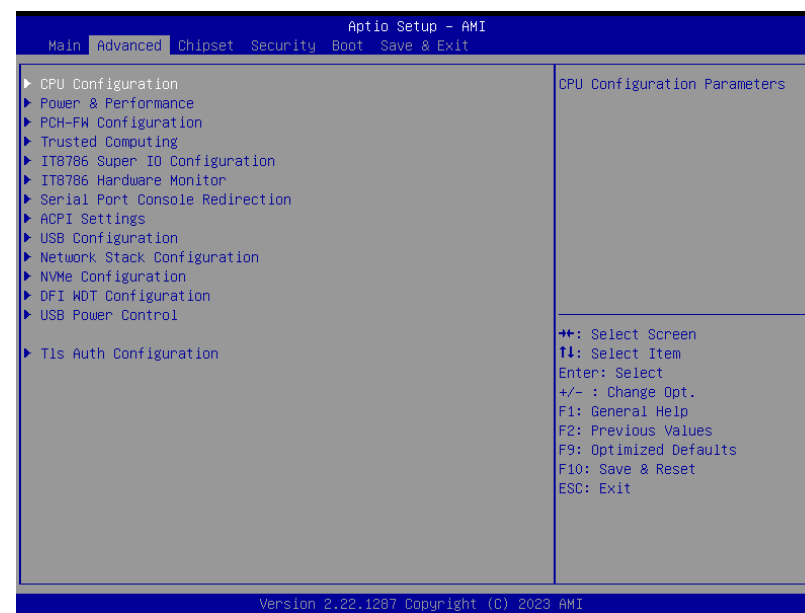 Aptio Setup – AMI
Main Advanced Chipset Security Boot Save & Exit
▶ CPU Configuration
▶ Power & Performance
▶ PCH-FW Configuration
▶ Trusted Computing
▶ IT8786 Super IO Configuration
▶ IT8786 Hardware Monitor
▶ Serial Port Console Redirection
▶ ACPI Settings
▶ USB Configuration
▶ Network Stack Configuration
▶ NVMe Configuration
▶ DFI WDT Configuration
▶ USB Power Control
▶ Tls Auth Configuration
CPU Configuration Parameters
→←: Select Screen
↑↓: Select Item
Enter: Select
+/- : Change Opt.
F1: General Help
F2: Previous Values
F9: Optimized Defaults
F10: Save & Reset
ESC: Exit
Version 2.22.1287 Copyright (C) 2023 AMI